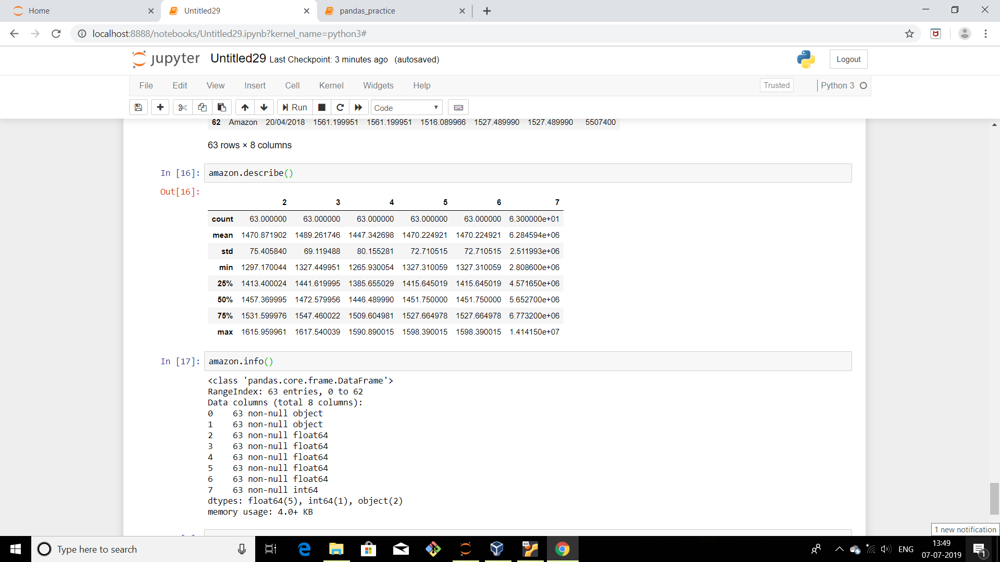 Home
Untitled29
pandas_practice
localhost:8888/notebooks/Untitled29.ipynb?kernel_name=python3#
jupyter Untitled29 Last Checkpoint: 3 minutes ago (autosaved)
Logout
File Edit View Insert Cell Kernel Widgets Help
Trusted
Python 3
Run
Code
62 Amazon 20/04/2018 1561.199951 1561.199951 1516.089966 1527.489990 1527.489990 5507400
63 rows × 8 columns
In [16]: amazon.describe()
Out[16]:
2 3 4 5 6 7
count 63.000000 63.000000 63.000000 63.000000 63.000000 6.300000e+01
mean 1470.871902 1489.261746 1447.342698 1470.224921 1470.224921 6.284594e+06
std 75.405840 69.119488 80.155281 72.710515 72.710515 2.511993e+06
min 1297.170044 1327.449951 1265.930054 1327.310059 1327.310059 2.808600e+06
25% 1413.400024 1441.619995 1385.655029 1415.645019 1415.645019 4.571650e+06
50% 1457.369995 1472.579956 1446.489990 1451.750000 1451.750000 5.652700e+06
75% 1531.599976 1547.460022 1509.604981 1527.664978 1527.664978 6.773200e+06
max 1615.959961 1617.540039 1590.890015 1598.390015 1598.390015 1.414150e+07
In [17]: amazon.info()
<class 'pandas.core.frame.DataFrame'>
RangeIndex: 63 entries, 0 to 62
Data columns (total 8 columns):
0 63 non-null object
1 63 non-null object
2 63 non-null float64
3 63 non-null float64
4 63 non-null float64
5 63 non-null float64
6 63 non-null float64
7 63 non-null int64
dtypes: float64(5), int64(1), object(2)
memory usage: 4.0+ KB
1 new notification
Type here to search
64
ENG
13:49
07-07-2019
1